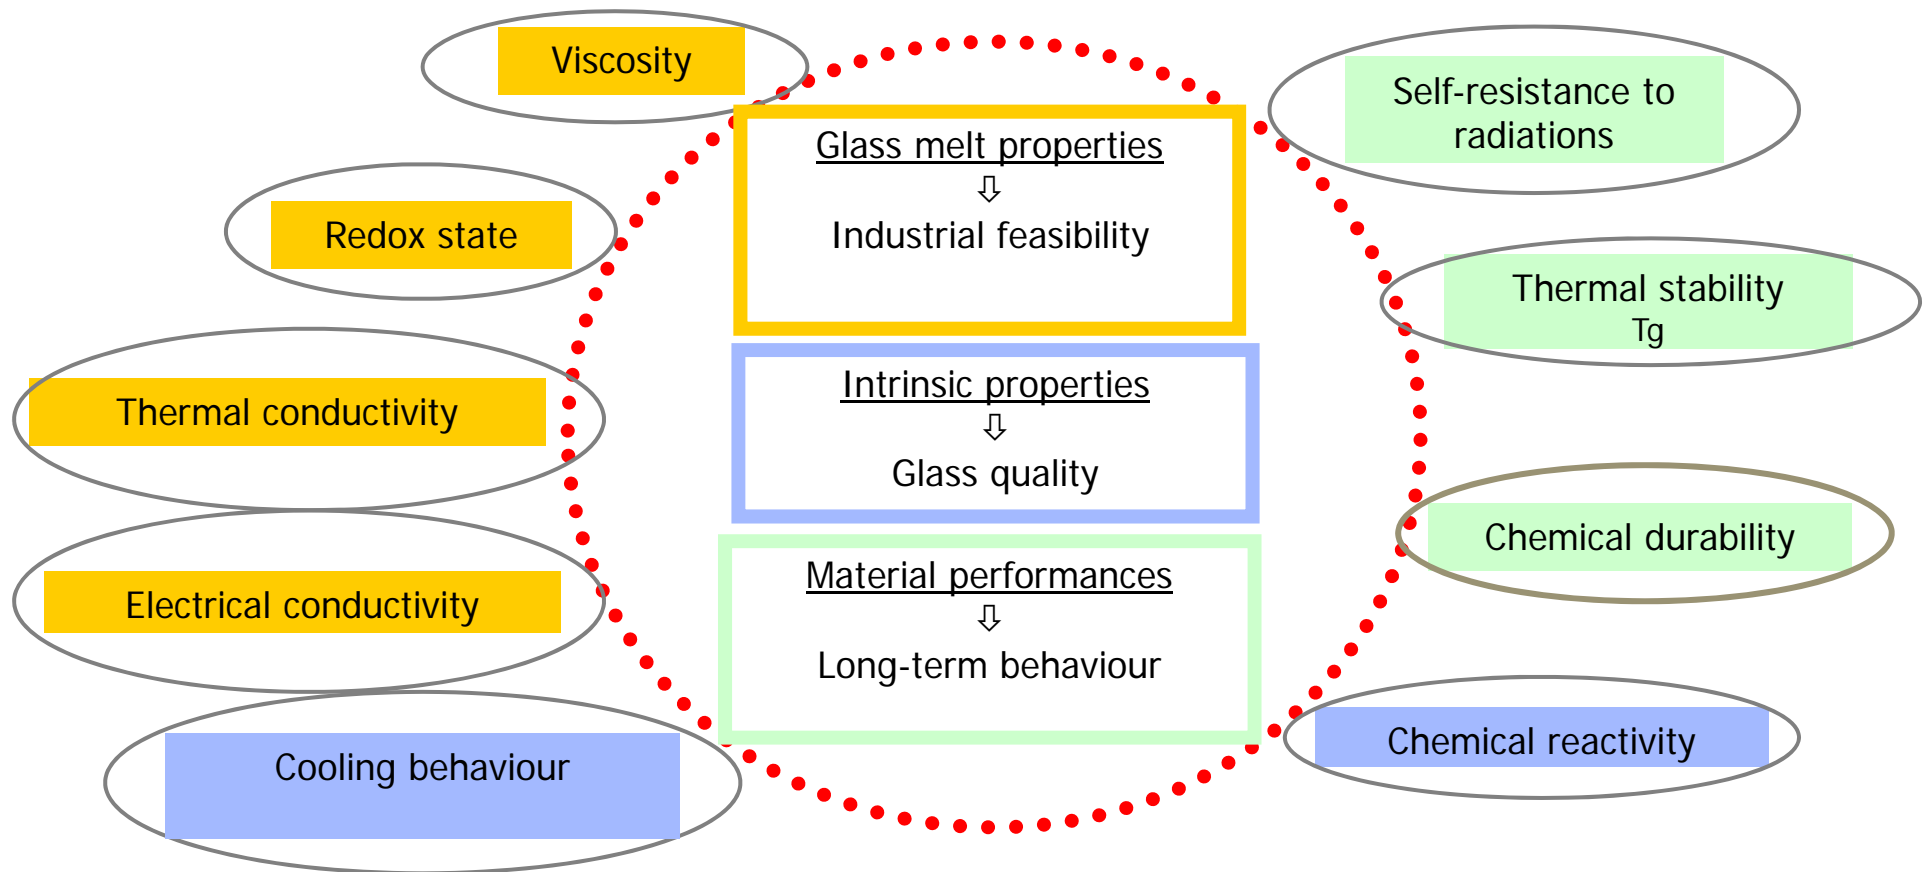 Viscosity
Redox state
Thermal conductivity
Electrical conductivity
Cooling behaviour
Glass melt properties
⇩
Industrial feasibility
Intrinsic properties
⇩
Glass quality
Material performances
⇩
Long-term behaviour
Self-resistance to
radiations
Thermal stability
Tg
Chemical durability
Chemical reactivity